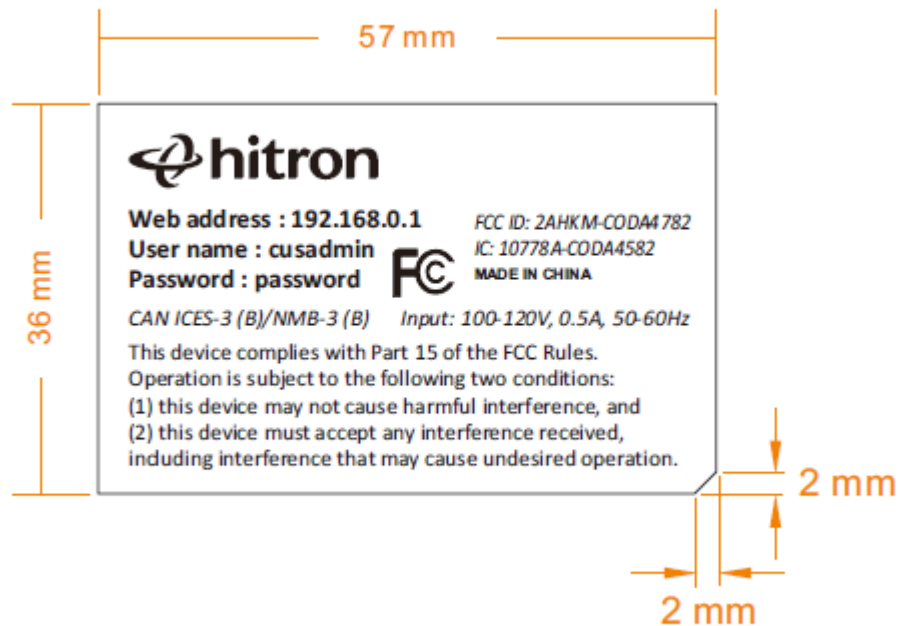 57 mm
36 mm
hitron
Web address : 192.168.0.1
User name : cusadmin
Password : password
FC
FCC ID: 2AHKM-CODA4782
IC: 10778A-CODA4582
MADE IN CHINA
CAN ICES-3 (B)/NMB-3 (B) Input: 100-120V, 0.5A, 50-60Hz
This device complies with Part 15 of the FCC Rules.
Operation is subject to the following two conditions:
(1) this device may not cause harmful interference, and
(2) this device must accept any interference received,
including interference that may cause undesired operation.
2 mm
2 mm